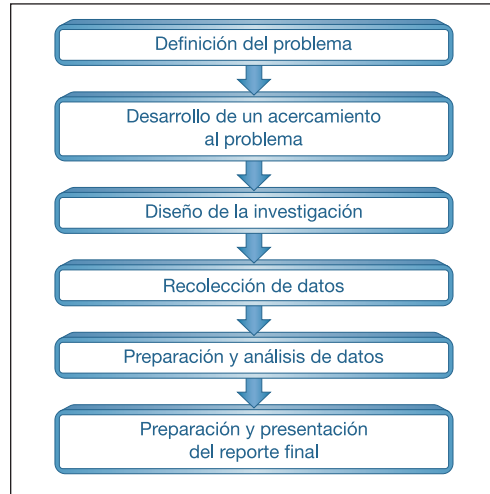 Definición del problema
Desarrollo de un acercamiento
al problema
Diseño de la investigación
Recolección de datos
Preparación y análisis de datos
Preparación y presentación
del reporte final